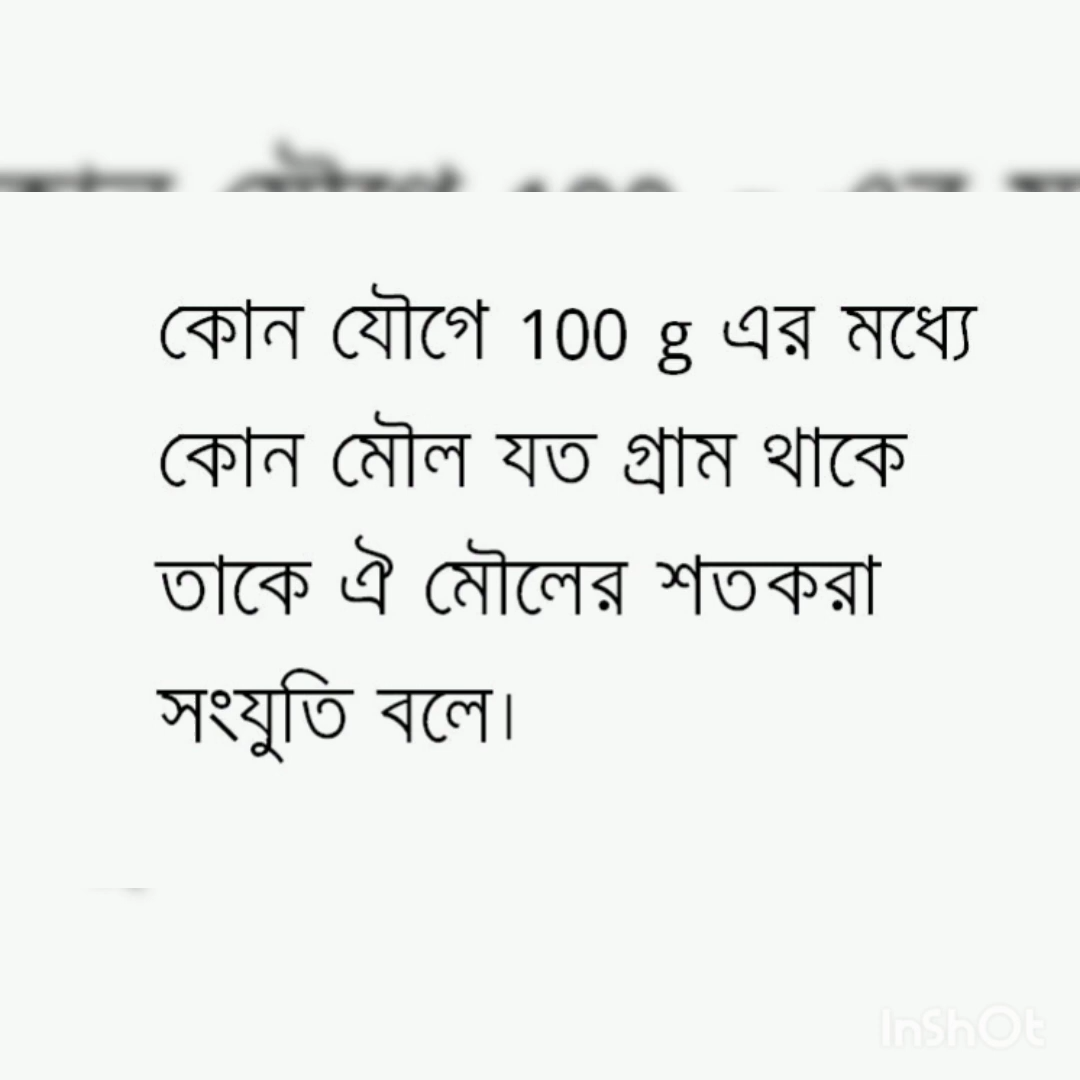 কোন যৌগে 100 g এর মধ্যে
কোন মৌল যত গ্রাম থাকে
তাকে ঐ মৌলের শতকরা
সংযুতি বলে।
InShOt